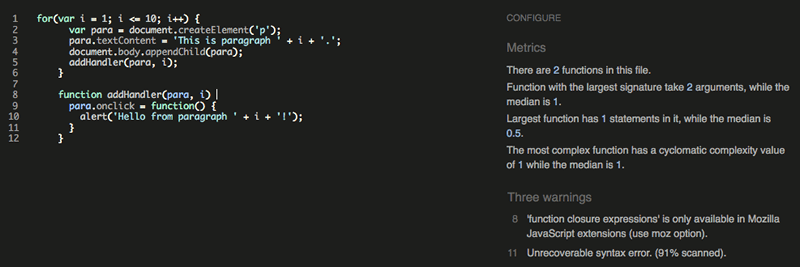 1 for(var i = 1; i <= 10; i++) {
2 var para = document.createElement('p');
3 para.textContent = 'This is paragraph ' + i + '.';
4 document.body.appendChild(para);
5 addHandler(para, i);
6 }
7
8 function addHandler(para, i)
9 para.onclick = function() {
10 alert('Hello from paragraph ' + i + '!');
11 }
12 }
CONFIGURE
Metrics
There are 2 functions in this file.
Function with the largest signature take 2 arguments, while the
median is 1.
Largest function has 1 statements in it, while the median is
0.5.
The most complex function has a cyclomatic complexity value
of 1 while the median is 1.
Three warnings
8 'function closure expressions' is only available in Mozilla
JavaScript extensions (use moz option).
11 Unrecoverable syntax error. (91% scanned).